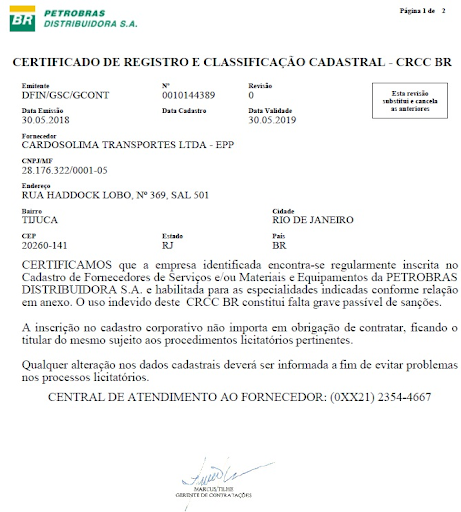 BR PETROBRAS
DISTRIBUIDORA S.A.
Página 1 de 2
CERTIFICADO DE REGISTRO E CLASSIFICAÇÃO CADASTRAL - CRCC BR
Emitente Nº Revisão
DFIN/GSC/GCONT 0010144389 0
Esta revisão
substitui e cancela
as anteriores
Data Emissão Data Cadastro Data Validade
30.05.2018 30.05.2019
Fornecedor
CARDOSOLIMA TRANSPORTES LTDA - EPP
CNPJ/MF
28.176.322/0001-05
Endereço
RUA HADDOCK LOBO, Nº 369, SAL 501
Bairro Cidade
TIJUCA RIO DE JANEIRO
CEP Estado País
20260-141 RJ BR
CERTIFICAMOS que a empresa identificada encontra-se regularmente inscrita no
Cadastro de Fornecedores de Serviços e/ou Materiais e Equipamentos da PETROBRAS
DISTRIBUIDORA S.A. e habilitada para as especialidades indicadas conforme relação
em anexo. O uso indevido deste CRCC BR constitui falta grave passível de sanções.
A inscrição no cadastro corporativo não importa em obrigação de contratar, ficando o
titular do mesmo sujeito aos procedimentos licitatórios pertinentes.
Qualquer alteração nos dados cadastrais deverá ser informada a fim de evitar problemas
nos processos licitatórios.
CENTRAL DE ATENDIMENTO AO FORNECEDOR: (0XX21) 2354-4667
GERENTE DE CONTRATAÇÕES